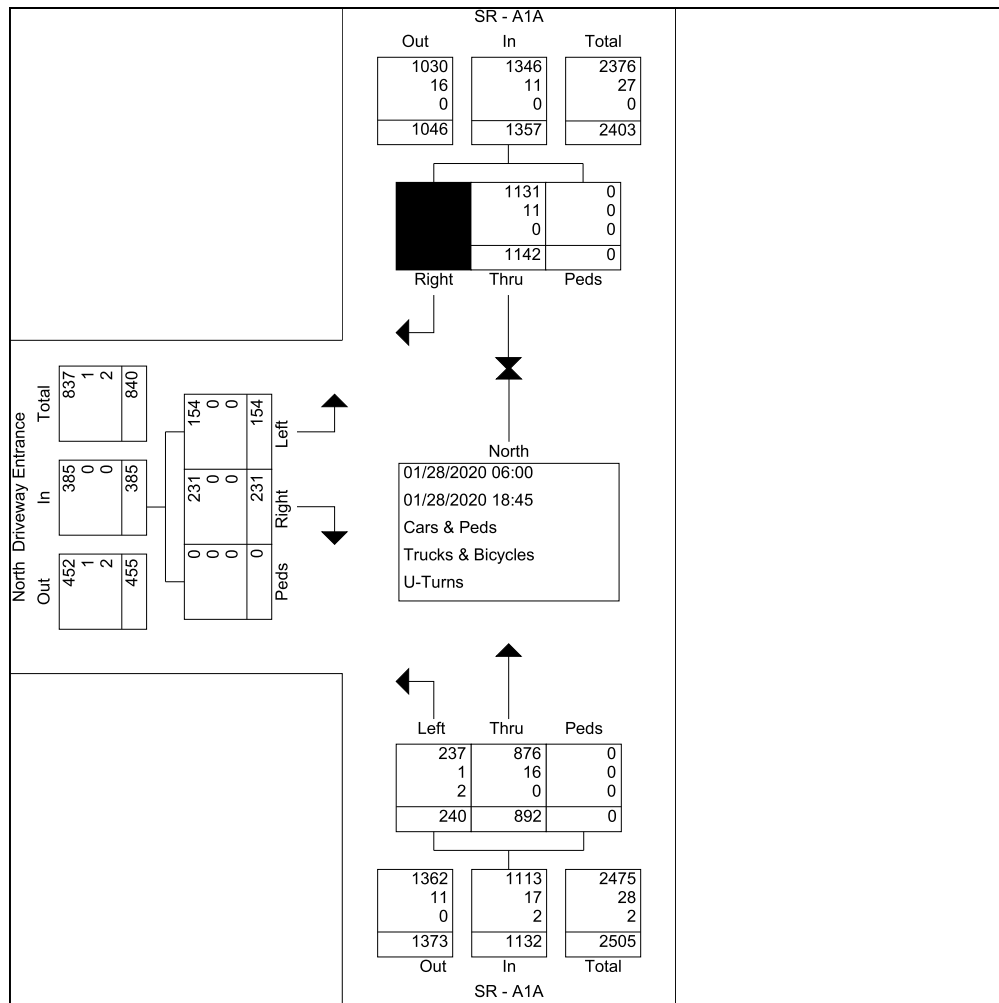 SR - A1A
Out In Total
1030 1346 2376
16 11 27
0 0 0
1046 1357 2403
1131 0
11 0
0 0
1142 0
Right Thru Peds
North Driveway Entrance
Total
837
1
2
840
In
385
0
0
385
Out
452
1
2
455
154
0
0
154
Left
231
0
0
231
Right
0
0
0
0
Peds
North
01/28/2020 06:00
01/28/2020 18:45
Cars & Peds
Trucks & Bicycles
U-Turns
Left Thru Peds
237 876 0
1 16 0
2 0 0
240 892 0
1362 1113 2475
11 17 28
0 2 2
1373 1132 2505
Out In Total
SR - A1A